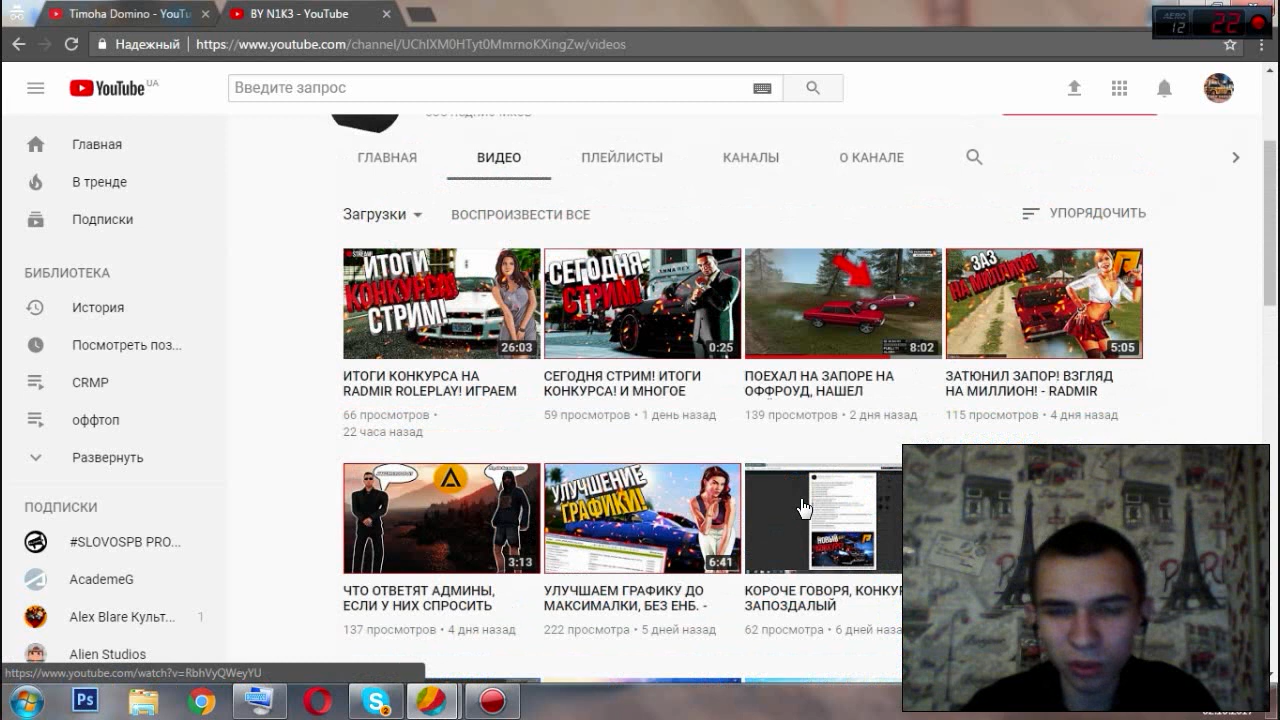 Timoha Domino - YouTu
BY N1K3 - YouTube
AERO
12
22
Надежный
https://www.youtube.com/channel/UChIXM0HTyt0MmrnoKXingZw/videos
YouTube UA
Введите запрос
ГЛАВНАЯ
ВИДЕО
ПЛЕЙЛИСТЫ
КАНАЛЫ
О КАНАЛЕ
Главная
В тренде
Подписки
БИБЛИОТЕКА
История
Посмотреть поз...
CRMP
оффтоп
Развернуть
ПОДПИСКИ
#SLOVOSPB PRO...
AcademeG
Alex Blare Культ...
1
Alien Studios
Загрузки
ВОСПРОИЗВЕСТИ ВСЕ
УПОРЯДОЧИТЬ
ИТОГИ
КОНКУРСА!
СТРИМ!
26:03
СЕГОДНЯ
СТРИМ!
0:25
8:02
ЗАЗ
НА МИЛЛИОН!
5:05
ИТОГИ КОНКУРСА НА
RADMIR ROLEPLAY! ИГРАЕМ
66 просмотров •
22 часа назад
СЕГОДНЯ СТРИМ! ИТОГИ
КОНКУРСА! И МНОГОЕ
59 просмотров • 1 день назад
ПОЕХАЛ НА ЗАПОРЕ НА
ОФФРОУД, НАШЕЛ
139 просмотров • 2 дня назад
ЗАТЮНИЛ ЗАПОР! ВЗГЛЯД
НА МИЛЛИОН! - RADMIR
115 просмотров • 4 дня назад
3:13
УЛУЧШЕНИЕ
ГРАФИКИ!
6:41
НОВЫЙ
ЧТО ОТВЕТЯТ АДМИНЫ,
ЕСЛИ У НИХ СПРОСИТЬ
137 просмотров • 4 дня назад
УЛУЧШАЕМ ГРАФИКУ ДО
МАКСИМАЛКИ, БЕЗ ЕНБ. -
222 просмотра • 5 дней назад
КОРОЧЕ ГОВОРЯ, КОНКУР
ЗАПОЗДАЛЫЙ
62 просмотра • 6 дней наза
https://www.youtube.com/watch?v=RbhVyQWeyYU
Ps